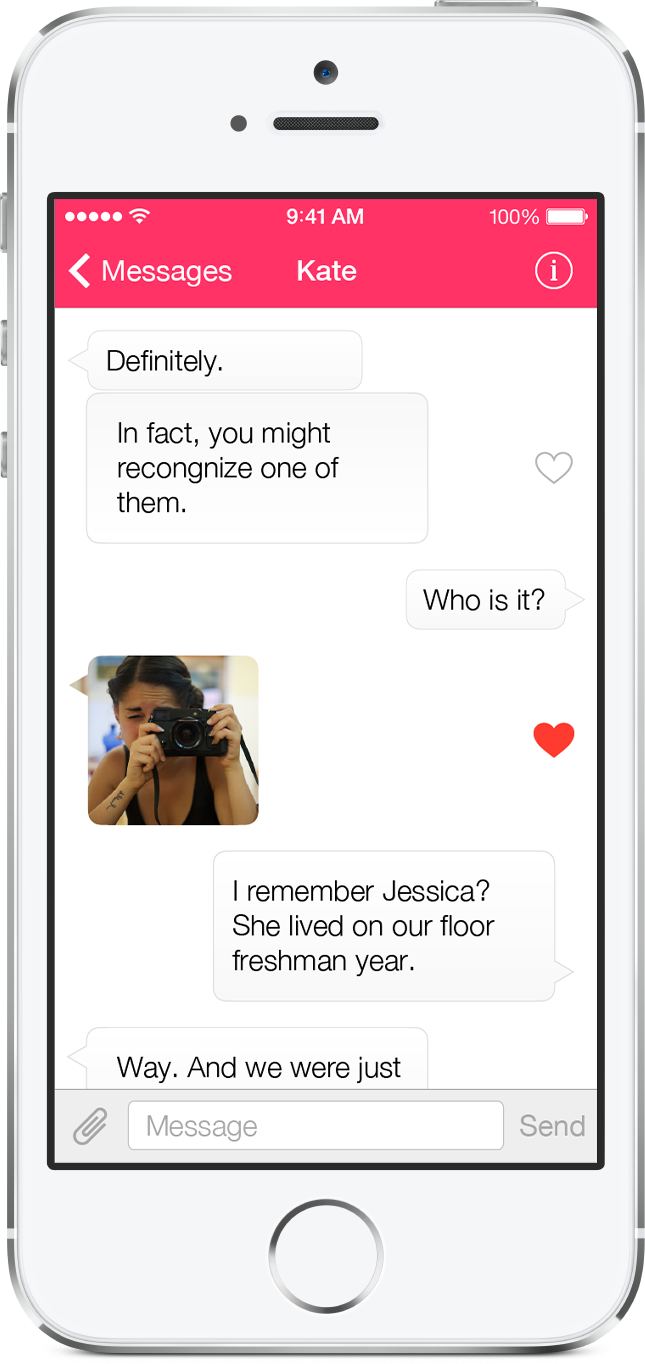 9:41 AM 100%
Messages Kate
Definitely.
In fact, you might
recongnize one of
them.
Who is it?
I remember Jessica?
She lived on our floor
freshman year.
Way. And we were just
Message Send